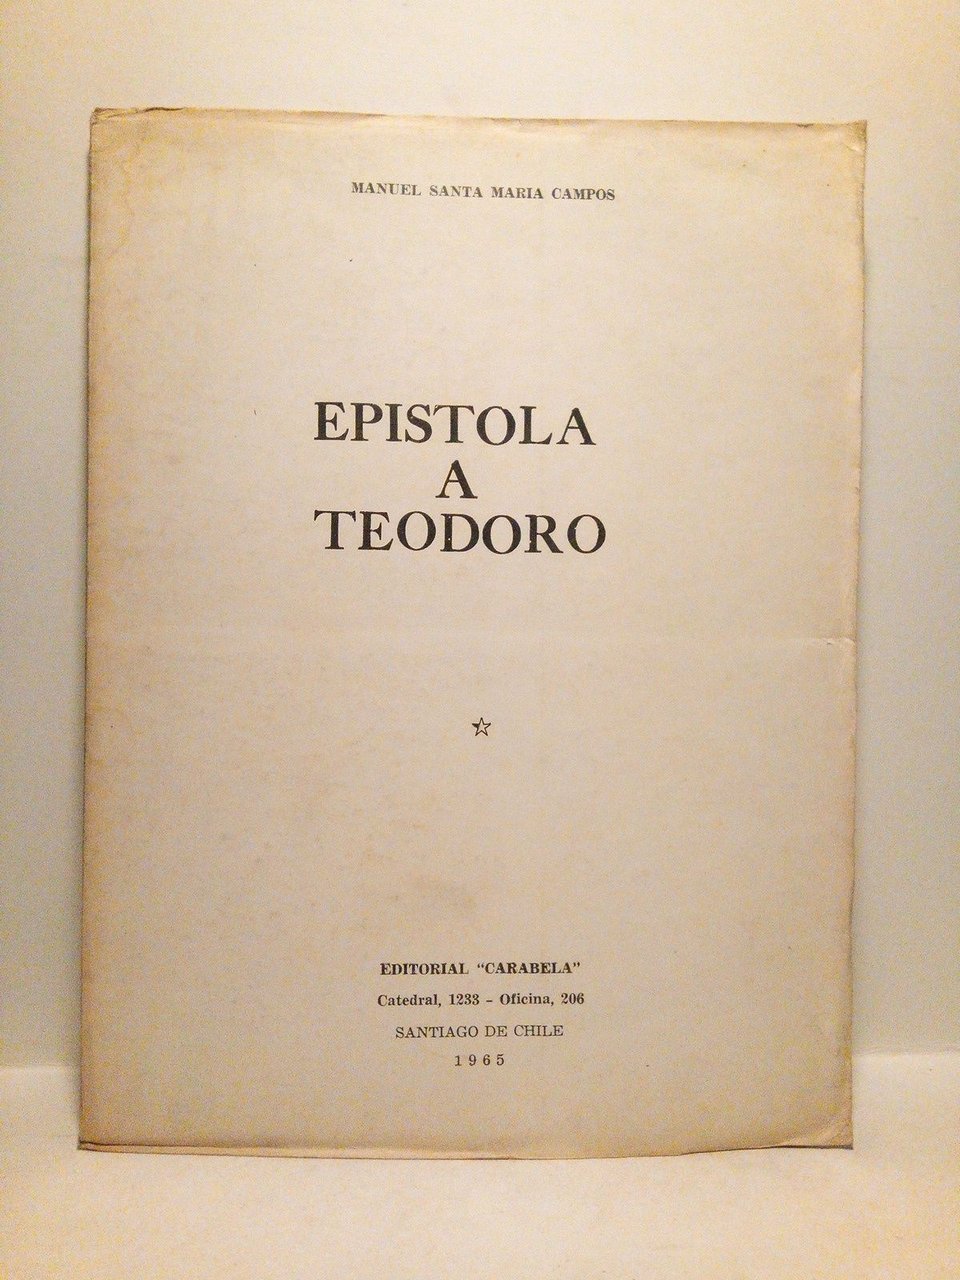 MANUEL SANTA MARIA CAMPOS
EPISTOLA
A
TEODORO
EDITORIAL “CARABELA”
Catedral, 1233 – Oficina, 206
SANTIAGO DE CHILE
1965